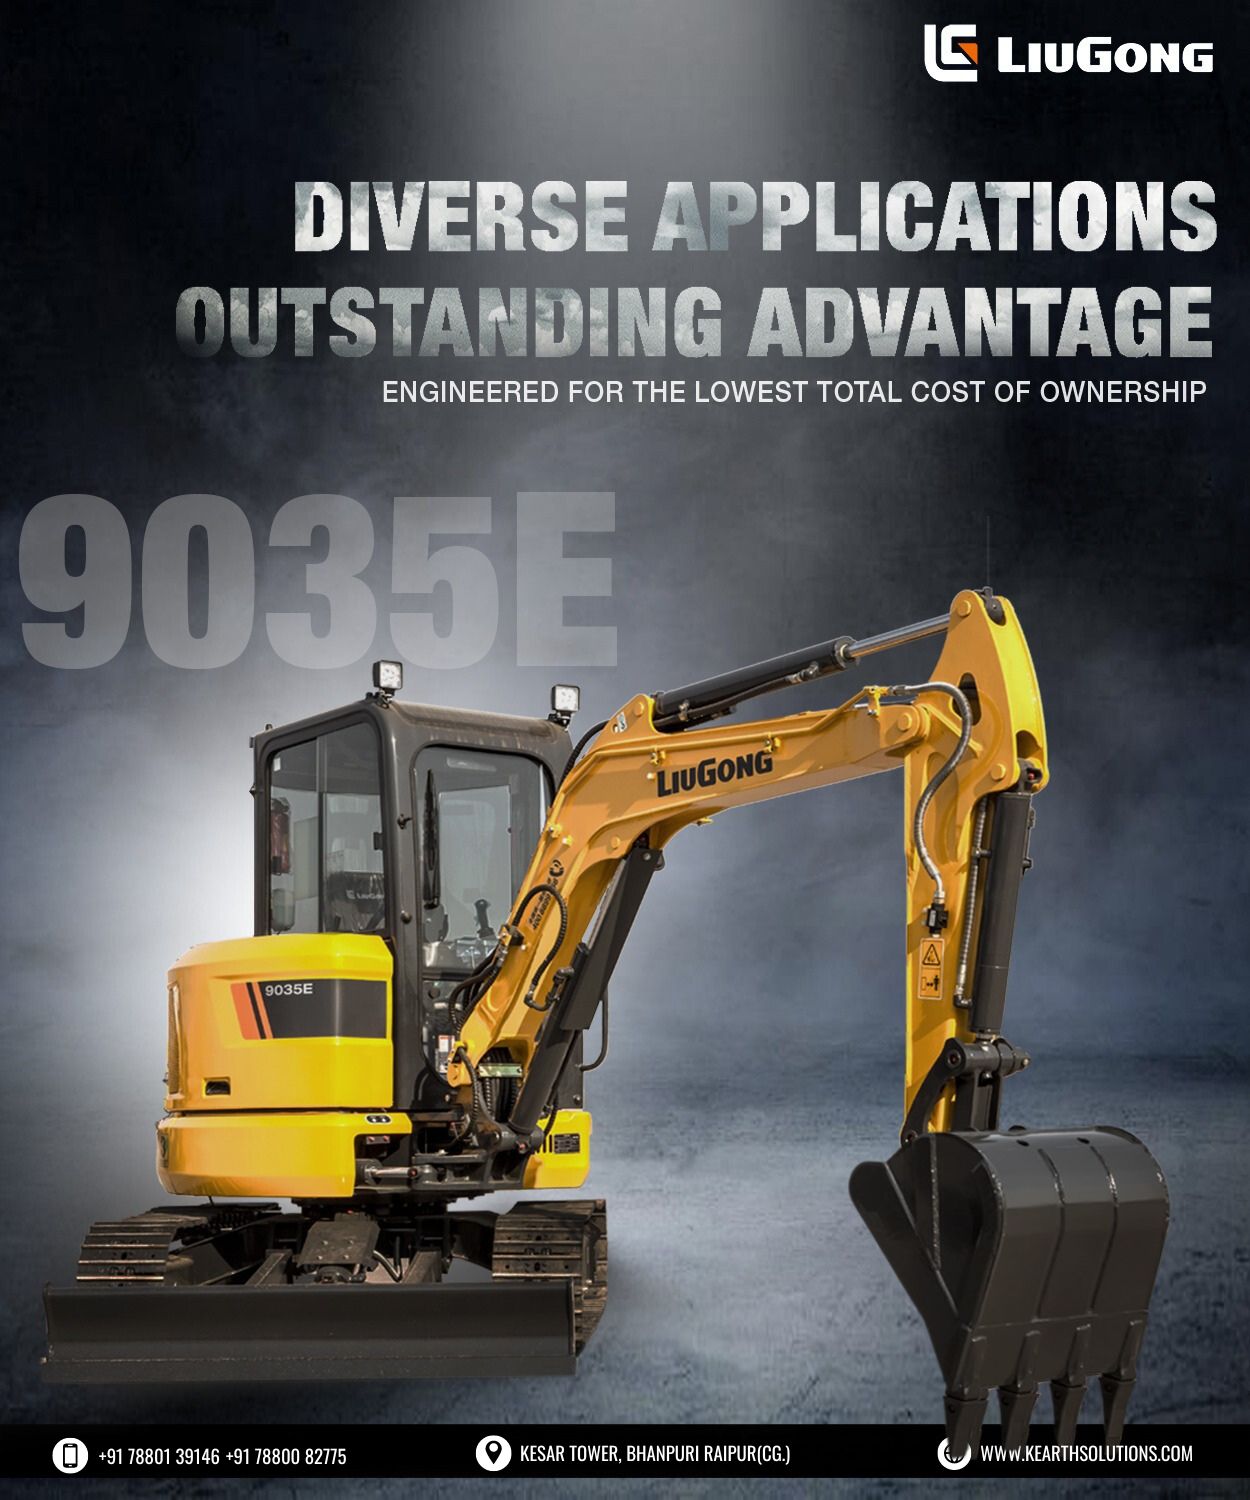 LIUGONG
DIVERSE APPLICATIONS
OUTSTANDING ADVANTAGE
ENGINEERED FOR THE LOWEST TOTAL COST OF OWNERSHIP
9035E
LIUGONG
9035E
+91 78801 39146 +91 78800 82775
KESAR TOWER, BHANPURI RAIPUR(CG.)
WWW.KEARTHSOLUTIONS.COM